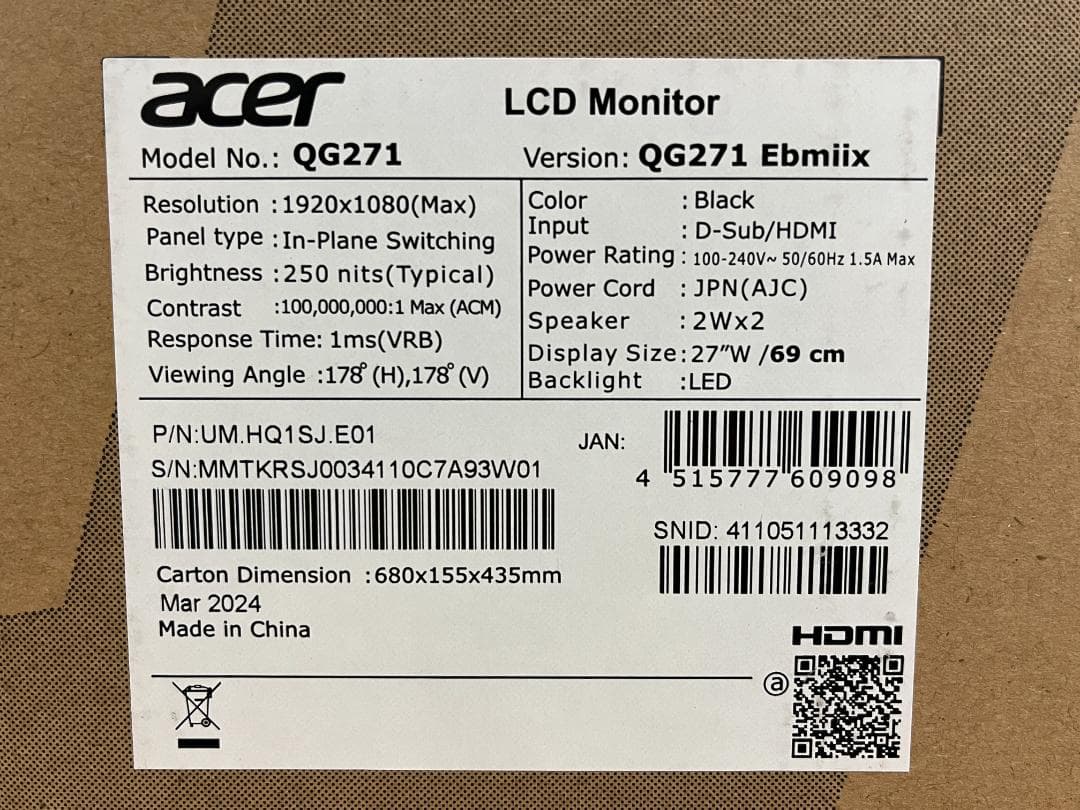 acer
LCD Monitor
Model No.: QG271
Version: QG271 Ebmiix
Resolution :1920x1080(Max)
Panel type :In-Plane Switching
Brightness :250 nits(Typical)
Contrast :100,000,000:1 Max (ACM)
Response Time: 1ms(VRB)
Viewing Angle :178° (H),178° (V)
Color : Black
Input : D-Sub/HDMI
Power Rating : 100-240V~ 50/60Hz 1.5A Max
Power Cord : JPN(AJC)
Speaker : 2Wx2
Display Size:27"W /69 cm
Backlight :LED
P/N:UM.HQ1SJ.E01
S/N:MMTKRSJ0034110C7A93W01
JAN:
4 515777 609098
SNID: 411051113332
Carton Dimension :680x155x435mm
Mar 2024
Made in China
HDMI
@